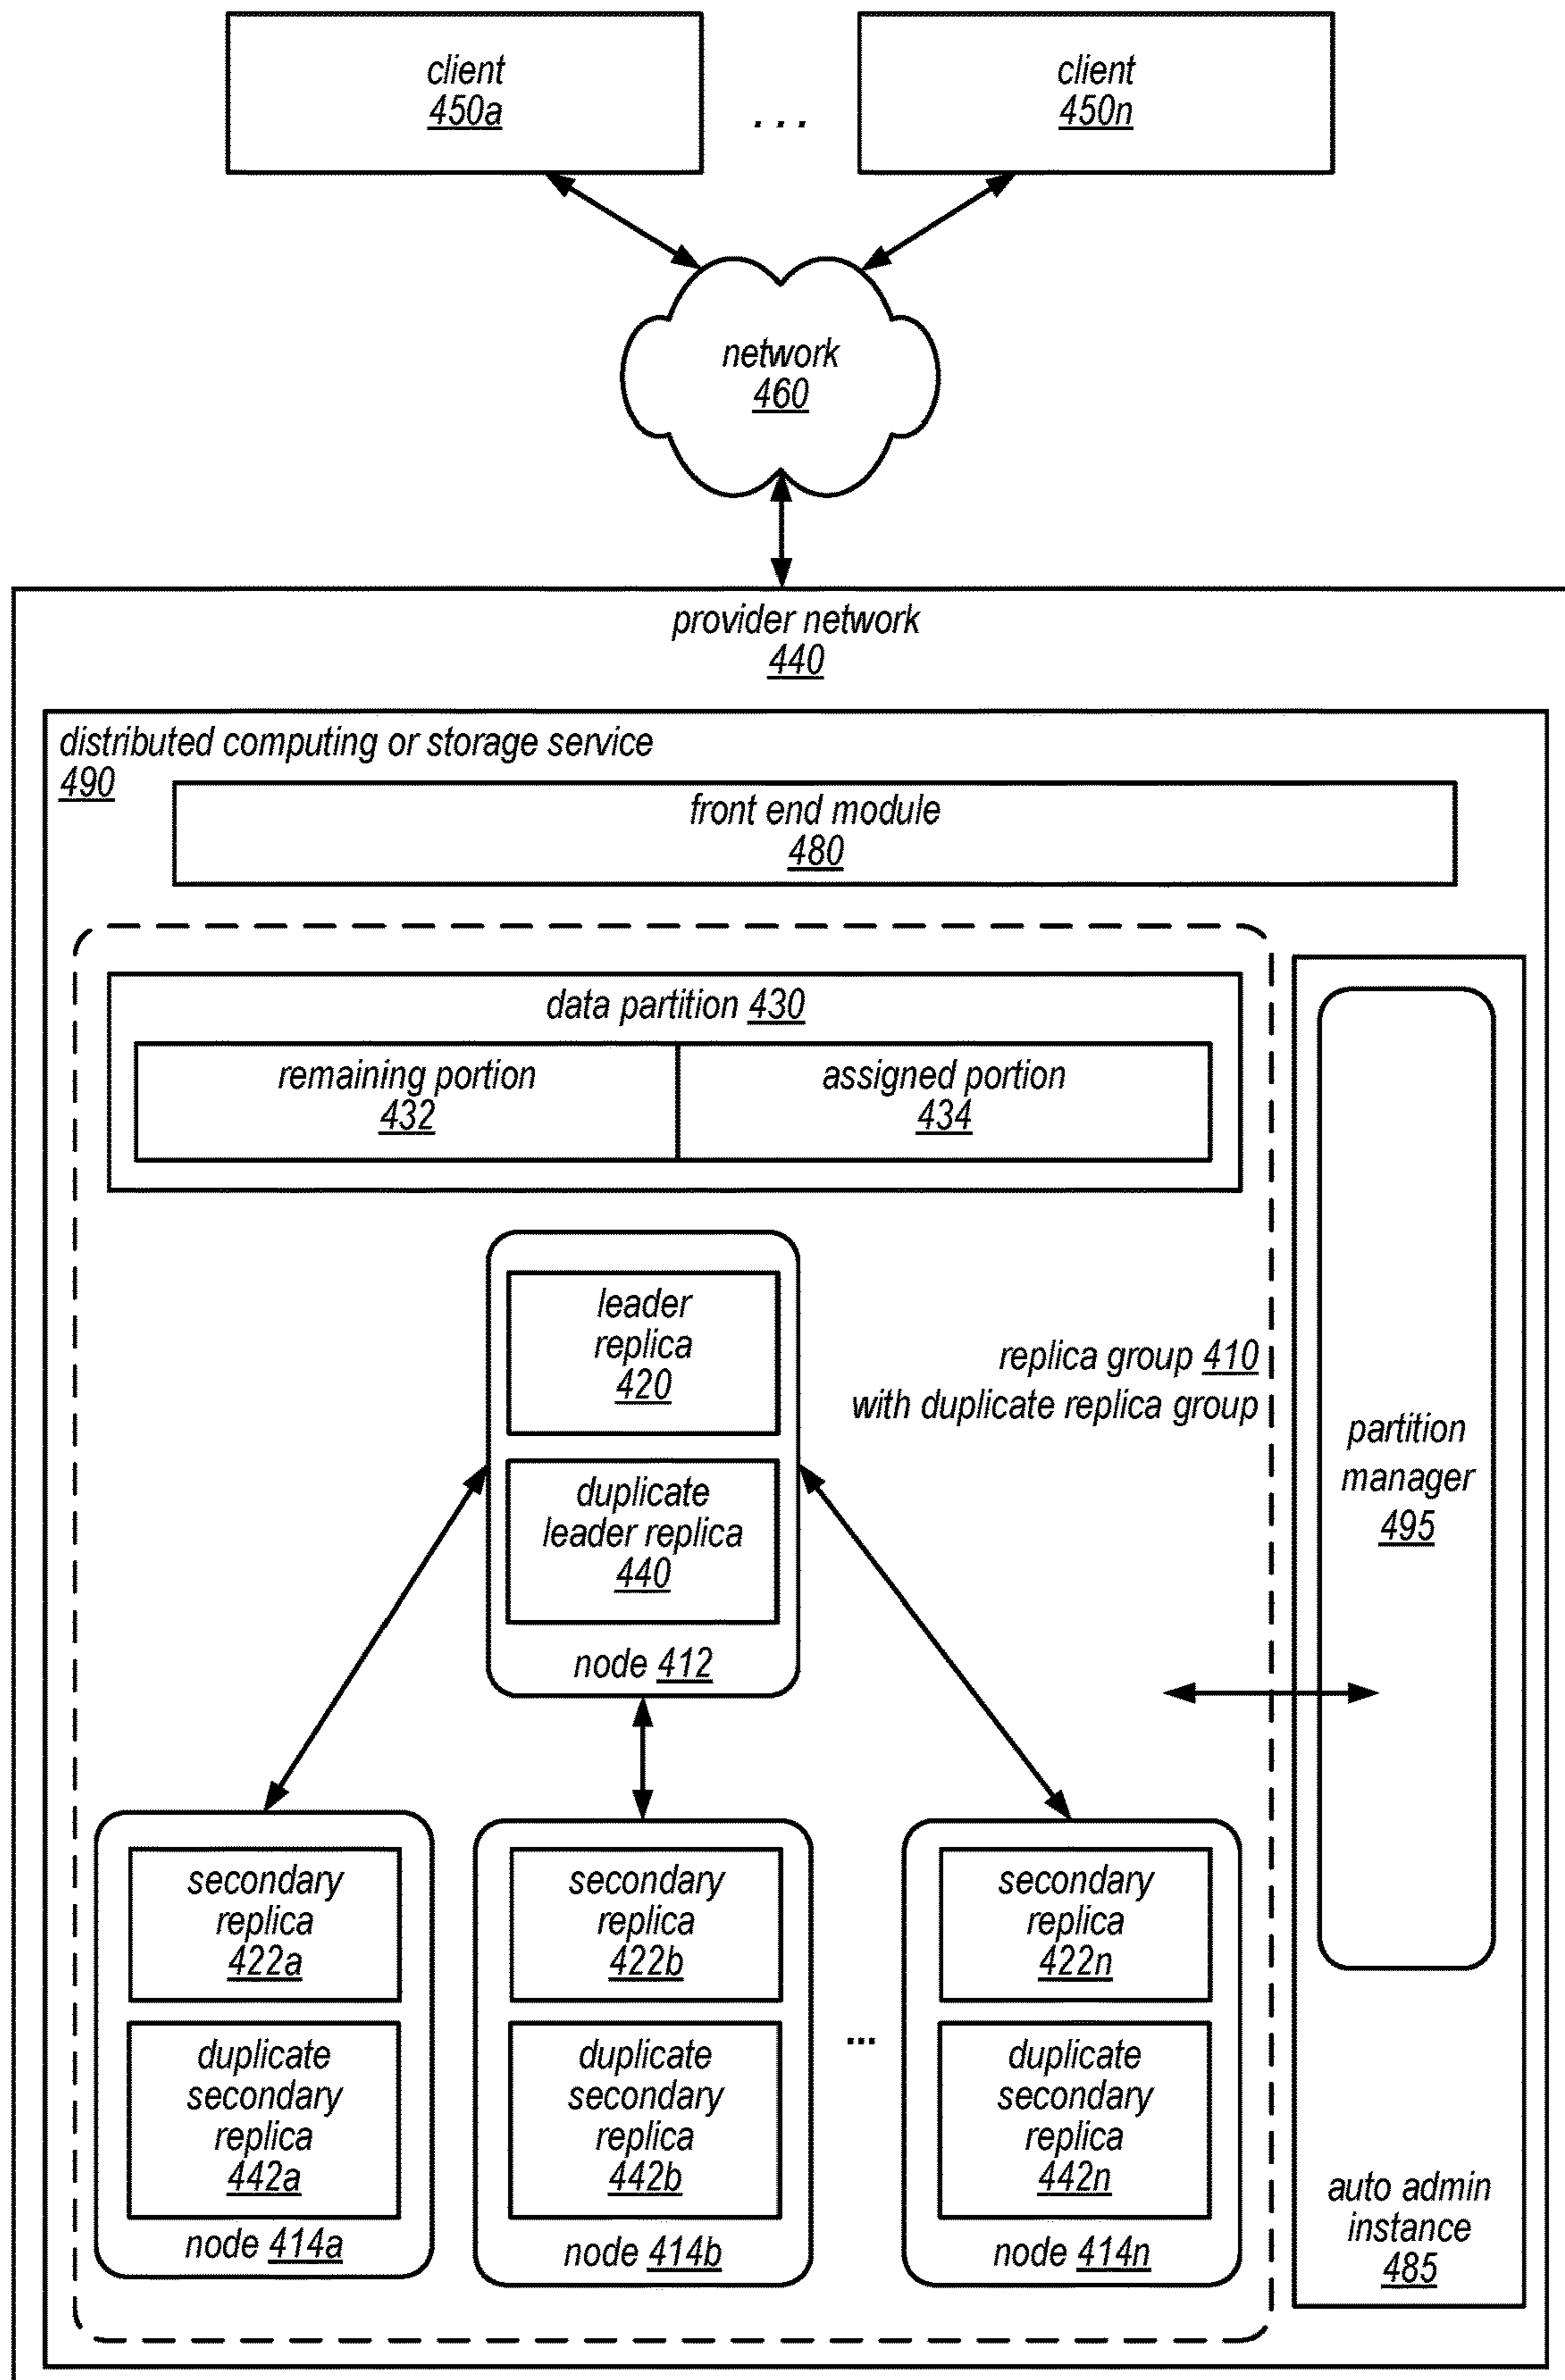 client
450a
. . .
client
450n
network
460
provider network
440
distributed computing or storage service
490
front end module
480
data partition 430
remaining portion
432
assigned portion
434
leader
replica
420
duplicate
leader replica
440
node 412
replica group 410
with duplicate replica group
partition
manager
495
secondary
replica
422a
duplicate
secondary
replica
442a
node 414a
secondary
replica
422b
duplicate
secondary
replica
442b
node 414b
...
secondary
replica
422n
duplicate
secondary
replica
442n
node 414n
auto admin
instance
485